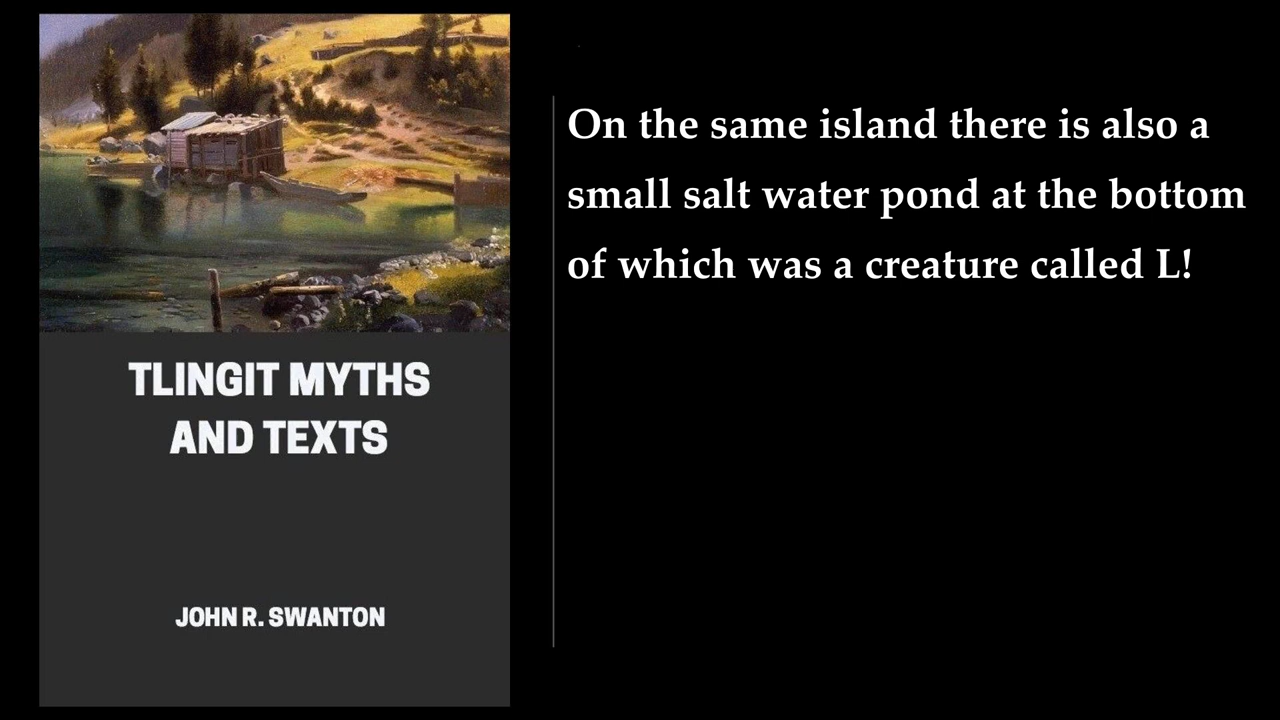 On the same island there is also a
small salt water pond at the bottom
of which was a creature called L!
TLINGIT MYTHS
AND TEXTS
JOHN R. SWANTON